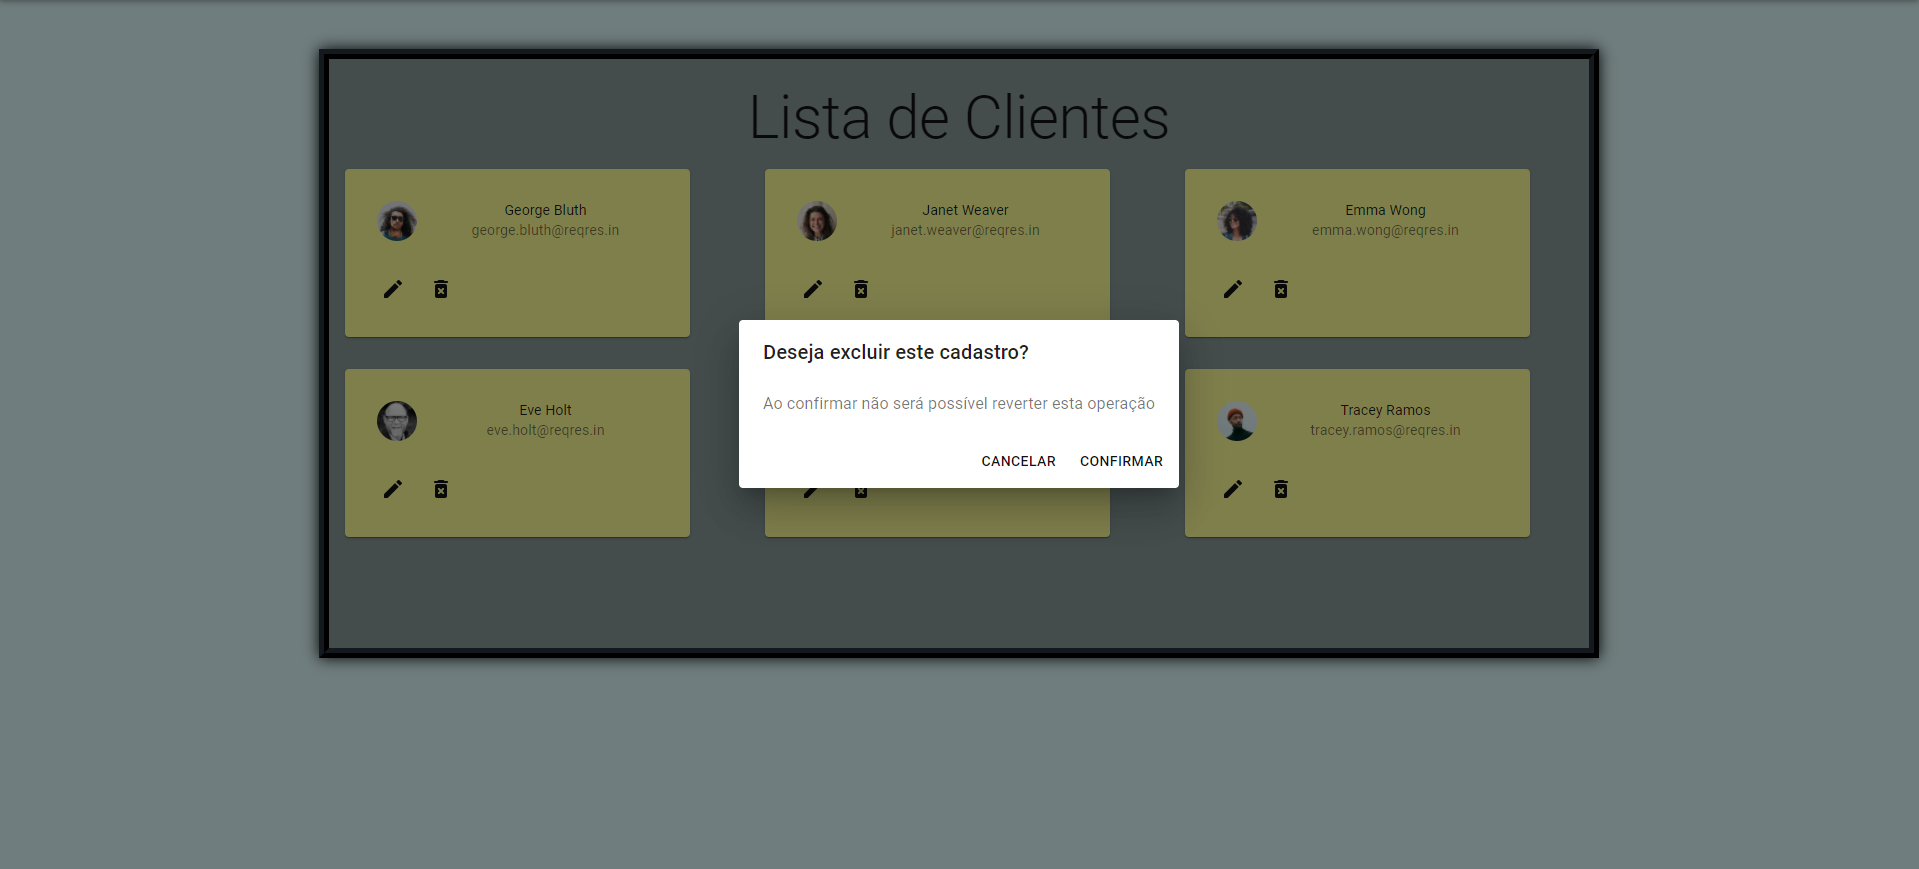 Lista de Clientes
George Bluth
george.bluth@reqres.in
Janet Weaver
janet.weaver@reqres.in
Emma Wong
emma.wong@reqres.in
Deseja excluir este cadastro?
Ao confirmar não será possível reverter esta operação
CANCELAR CONFIRMAR
Eve Holt
eve.holt@reqres.in
Tracey Ramos
tracey.ramos@reqres.in